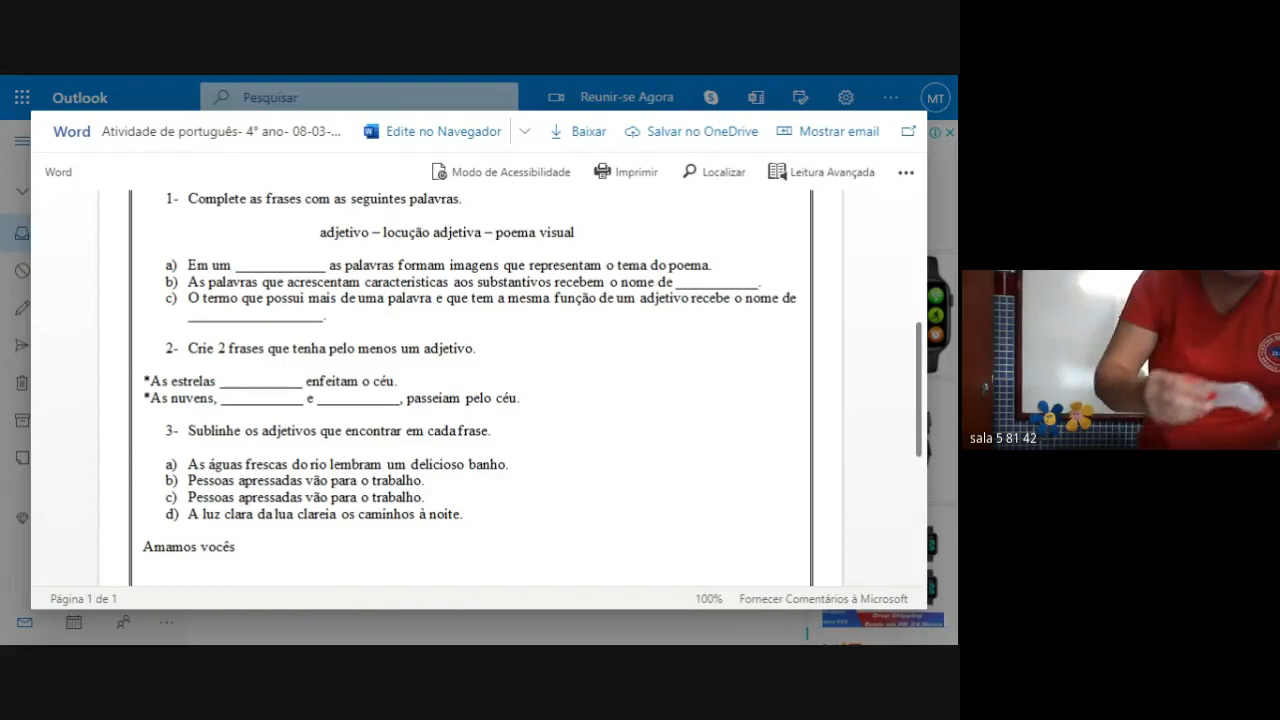 Outlook
Pesquisar
Reunir-se Agora
MT
Word
Atividade de português- 4° ano- 08-03-...
Edite no Navegador
Baixar
Salvar no OneDrive
Mostrar email
Word
Modo de Acessibilidade
Imprimir
Localizar
Leitura Avançada
1- Complete as frases com as seguintes palavras.
adjetivo – locução adjetiva – poema visual
a) Em um ____________ as palavras formam imagens que representam o tema do poema.
b) As palavras que acrescentam características aos substantivos recebem o nome de ___________.
c) O termo que possui mais de uma palavra e que tem a mesma função de um adjetivo recebe o nome de
__________________.
2- Crie 2 frases que tenha pelo menos um adjetivo.
*As estrelas ___________ enfeitam o céu.
*As nuvens, ___________ e ___________, passeiam pelo céu.
3- Sublinhe os adjetivos que encontrar em cada frase.
a) As águas frescas do rio lembram um delicioso banho.
b) Pessoas apressadas vão para o trabalho.
c) Pessoas apressadas vão para o trabalho.
d) A luz clara da lua clareia os caminhos à noite.
Amamos vocês
Página 1 de 1
100%
Fornecer Comentários à Microsoft
sala 5 81 42